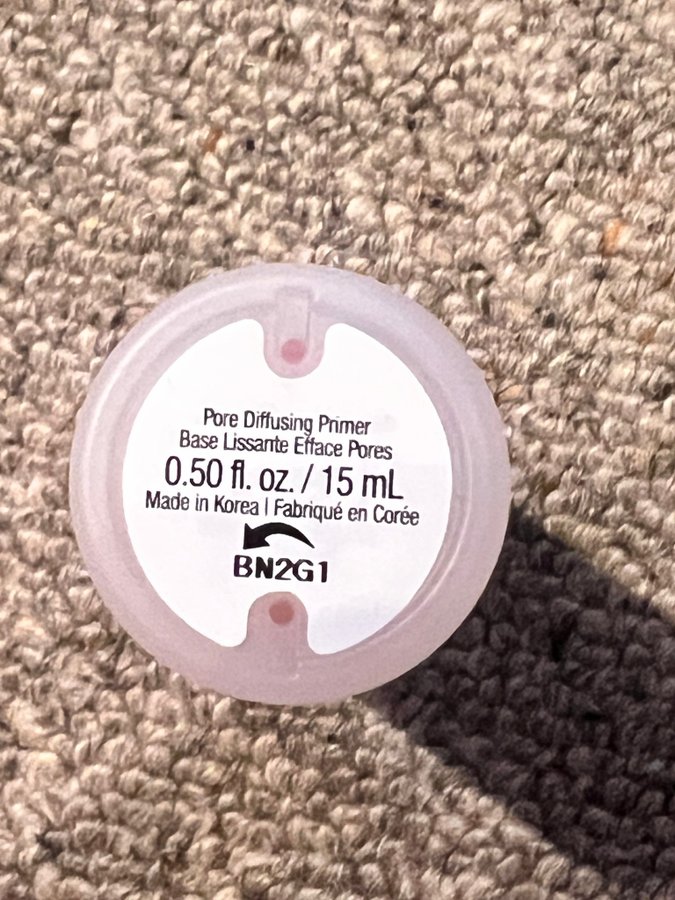 Pore Diffusing Primer
Base Lissante Efface Pores
0.50 fl. oz. / 15 mL
Made in Korea | Fabriqué en Corée
BN2G1